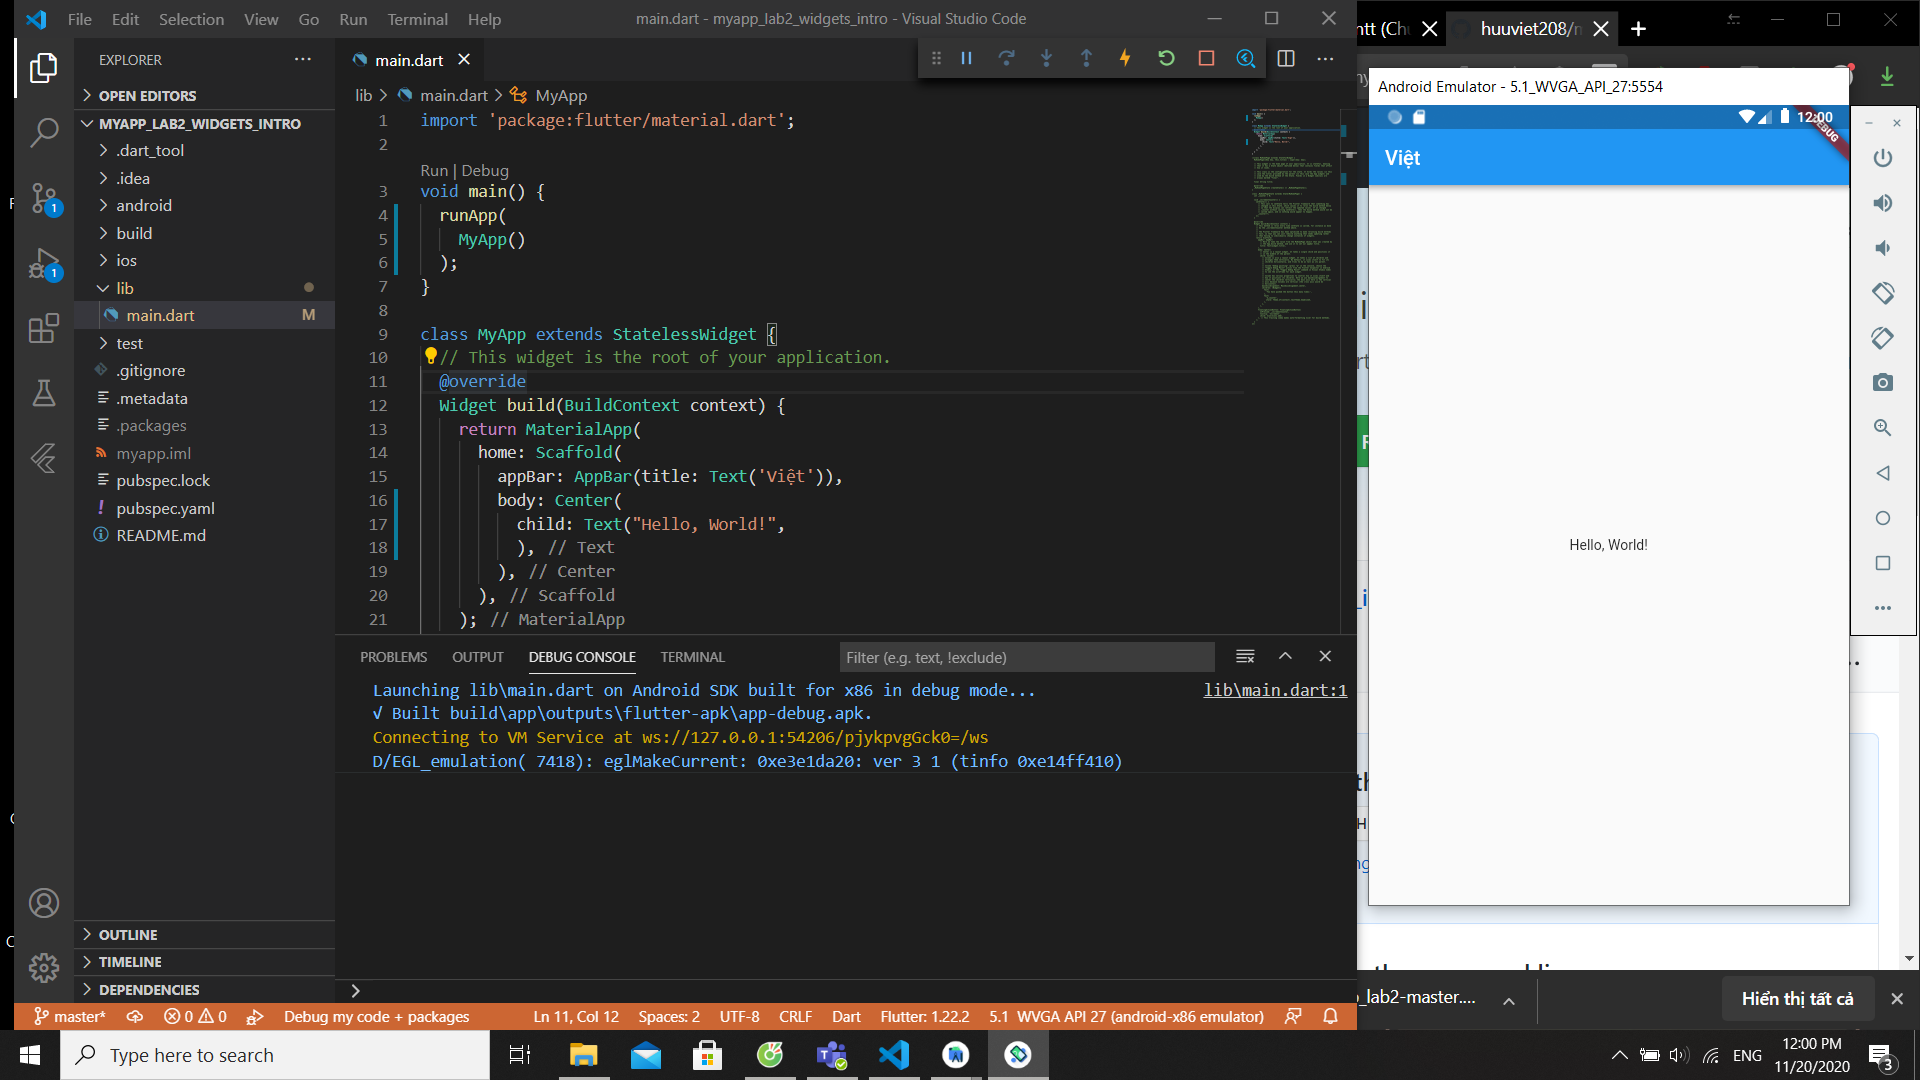 File Edit Selection View Go Run Terminal Help
main.dart - myapp_lab2_widgets_intro - Visual Studio Code
EXPLORER
OPEN EDITORS
MYAPP_LAB2_WIDGETS_INTRO
.dart_tool
.idea
android
build
ios
lib
main.dart M
test
.gitignore
.metadata
.packages
myapp.iml
pubspec.lock
pubspec.yaml
README.md
OUTLINE
TIMELINE
DEPENDENCIES
1
1
main.dart
lib > main.dart > MyApp
1 import 'package:flutter/material.dart';
2
Run | Debug
3 void main() {
4 runApp(
5 MyApp()
6 );
7 }
8
9 class MyApp extends StatelessWidget {
10 // This widget is the root of your application.
11 @override
12 Widget build(BuildContext context) {
13 return MaterialApp(
14 home: Scaffold(
15 appBar: AppBar(title: Text('Việt')),
16 body: Center(
17 child: Text("Hello, World!",
18 ), // Text
19 ), // Center
20 ), // Scaffold
21 ); // MaterialApp
PROBLEMS OUTPUT DEBUG CONSOLE TERMINAL
Filter (e.g. text, !exclude)
Launching lib\main.dart on Android SDK built for x86 in debug mode... lib\main.dart:1
√ Built build\app\outputs\flutter-apk\app-debug.apk.
Connecting to VM Service at ws://127.0.0.1:54206/pjykpvgGck0=/ws
D/EGL_emulation( 7418): eglMakeCurrent: 0xe3e1da20: ver 3 1 (tinfo 0xe14ff410)
master* 0 0 Debug my code + packages Ln 11, Col 12 Spaces: 2 UTF-8 CRLF Dart Flutter: 1.22.2 5.1 WVGA API 27 (android-x86 emulator)
huuviet208/
Android Emulator - 5.1_WVGA_API_27:5554
12:00
DEBUG
Việt
Hello, World!
_lab2-master....
Hiển thị tất cả
Type here to search
ENG
12:00 PM
11/20/2020
3